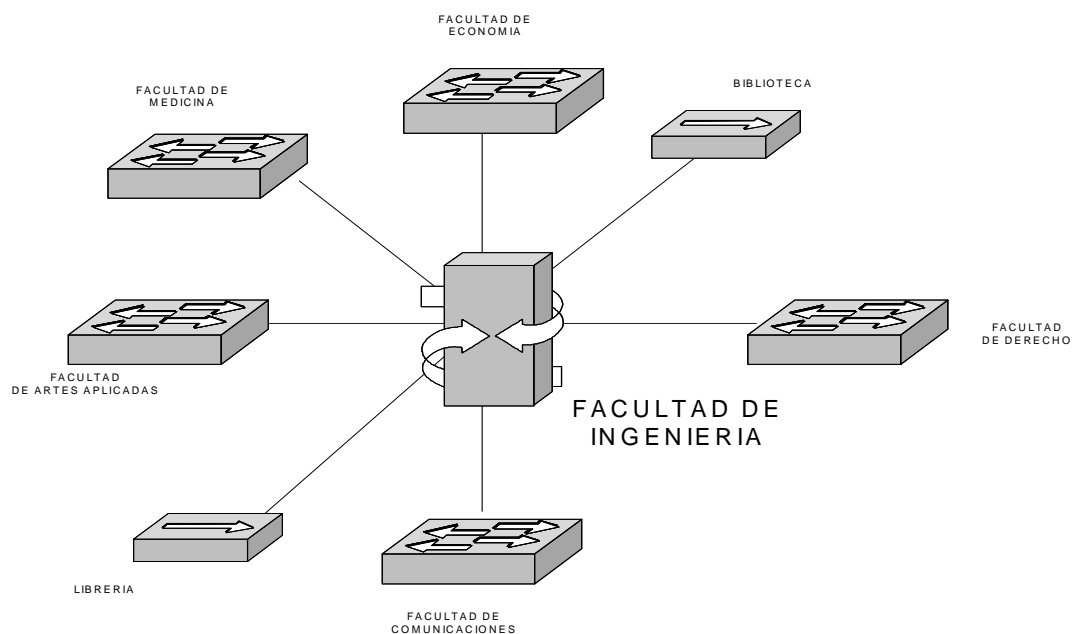 FACULTAD DE
ECONOMIA
BIBLIOTECA
FACULTAD DE
MEDICINA
FACULTAD
DE DERECHO
FACULTAD
DE ARTES APLICADAS
FACULTAD DE
INGENIERIA
LIBRERIA
FACULTAD DE
COMUNICACIONES